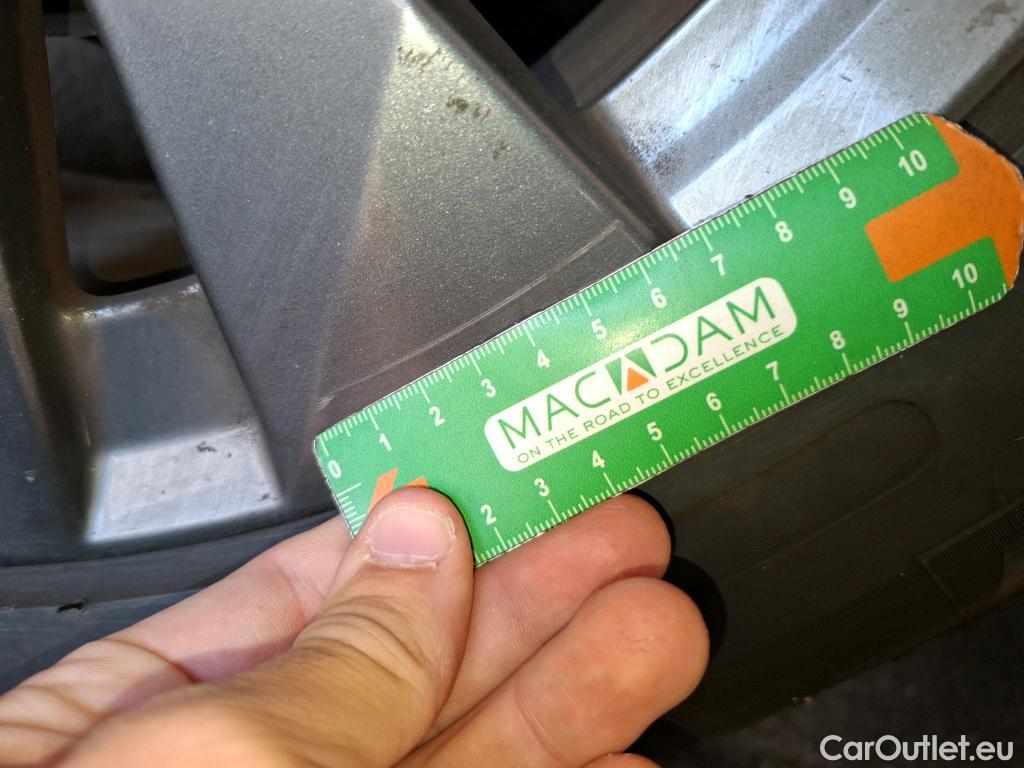 0 1 2 3 4 5 6 7 8 9 10
MACADAM
ON THE ROAD TO EXCELLENCE
2 3 4 5 6 7 8 9 10
CarOutlet.eu